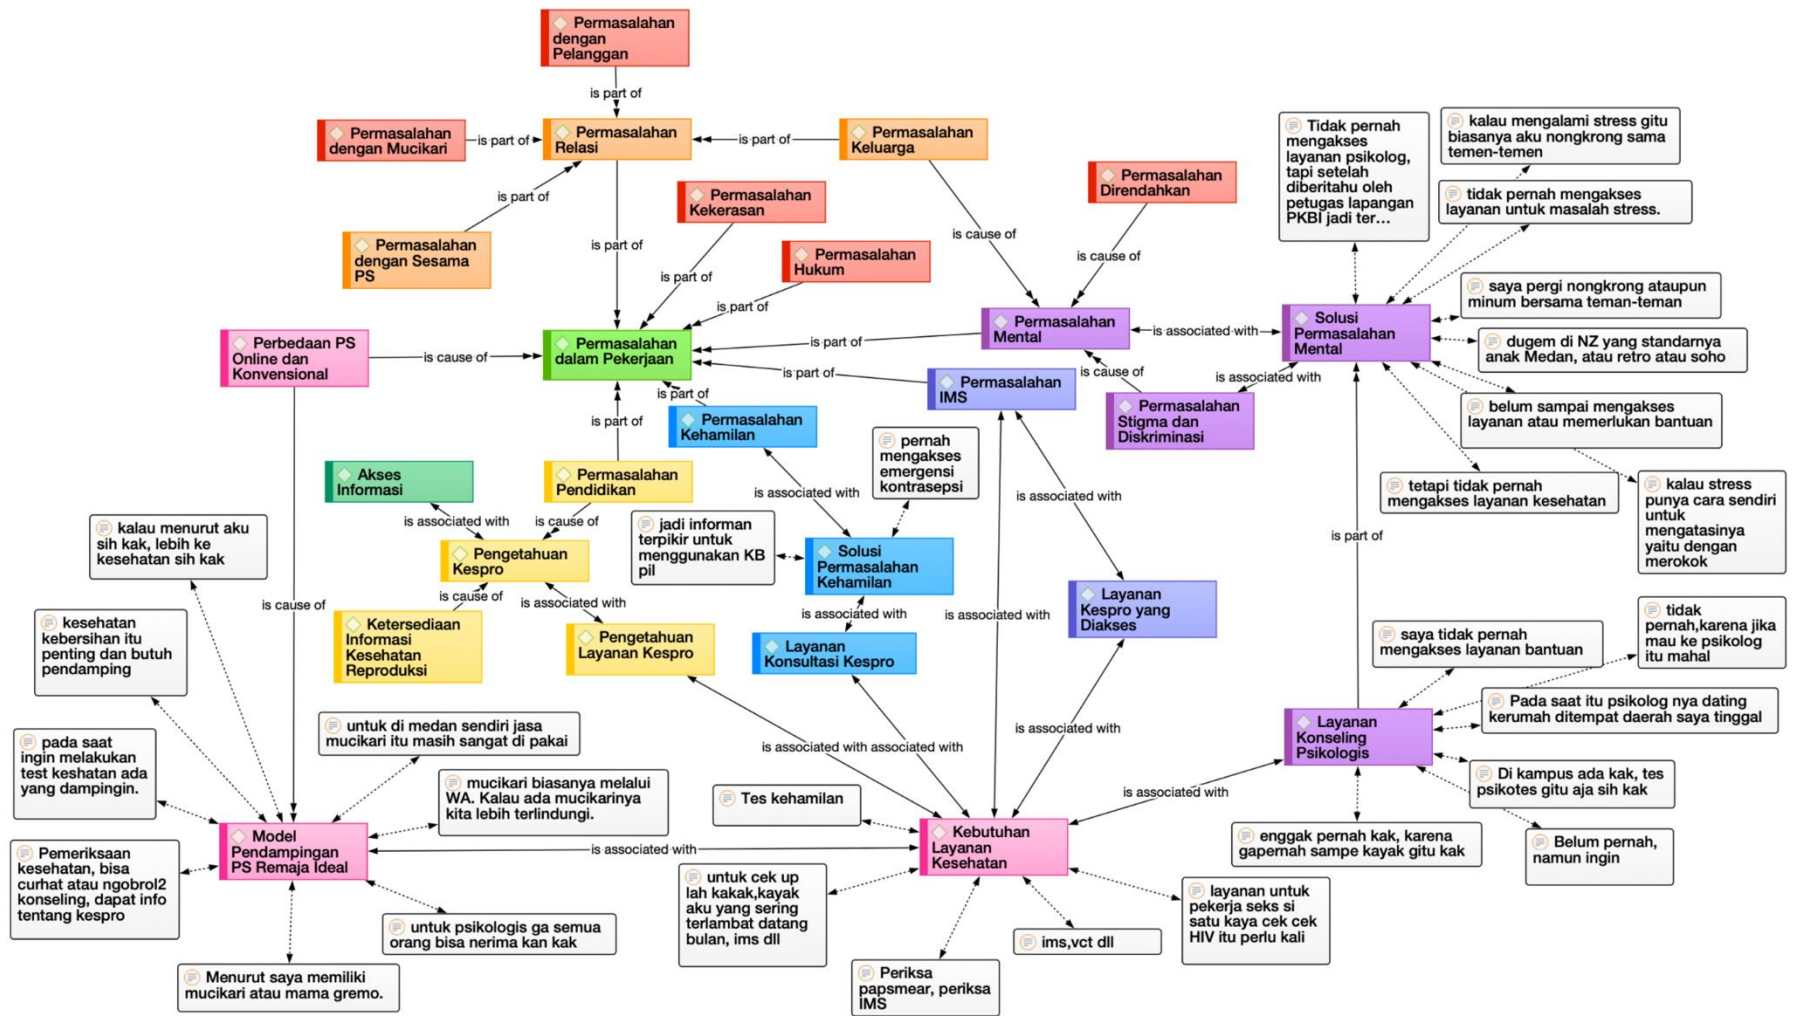 Permasalahan
dengan
Pelanggan
is part of
Permasalahan
dengan Mucikari
is part of
Permasalahan
Relasi
is part of
Permasalahan
Keluarga
is part of
Permasalahan
dengan Sesama
PS
is part of
Permasalahan
Kekerasan
is part of
Permasalahan
Hukum
is part of
Permasalahan
Direndahkan
is cause of
is cause of
Tidak pernah
mengakses
layanan psikolog,
tapi setelah
diberitahu oleh
petugas lapangan
PKBI jadi ter...
kalau mengalami stress gitu
biasanya aku nongkrong sama
temen-temen
tidak pernah mengakses
layanan untuk masalah stress.
saya pergi nongkrong ataupun
minum bersama teman-teman
dugem di NZ yang standarnya
anak Medan, atau retro atau soho
belum sampai mengakses
layanan atau memerlukan bantuan
tetapi tidak pernah
mengakses layanan kesehatan
kalau stress
punya cara sendiri
untuk
mengatasinya
yaitu dengan
merokok
Perbedaan PS
Online dan
Konvensional
is cause of
Permasalahan
dalam Pekerjaan
is part of
Permasalahan
Mental
is associated with
Solusi
Permasalahan
Mental
is part of
Permasalahan
IMS
is cause of
is associated with
Permasalahan
Stigma dan
Diskriminasi
is part of
Permasalahan
Kehamilan
is part of
Akses
Informasi
Permasalahan
Pendidikan
is associated with
is cause of
Pengetahuan
Kespro
is cause of
is associated with
Ketersediaan
Informasi
Kesehatan
Reproduksi
Pengetahuan
Layanan Kespro
is associated with
pernah
mengakses
emergensi
kontrasepsi
jadi informan
terpikir untuk
menggunakan KB
pil
Solusi
Permasalahan
Kehamilan
is associated with
Layanan
Konsultasi Kespro
is associated with
is associated with
Layanan
Kespro yang
Diakses
is associated with
is part of
is cause of
kalau menurut aku
sih kak, lebih ke
kesehatan sih kak
kesehatan
kebersihan itu
penting dan butuh
pendamping
pada saat
ingin melakukan
test keshatan ada
yang dampingin.
Pemeriksaan
kesehatan, bisa
curhat atau ngobrol2
konseling, dapat info
tentang kespro
Menurut saya memiliki
mucikari atau mama gremo.
untuk psikologis ga semua
orang bisa nerima kan kak
untuk di medan sendiri jasa
mucikari itu masih sangat di pakai
mucikari biasanya melalui
WA. Kalau ada mucikarinya
kita lebih terlindungi.
Model
Pendampingan
PS Remaja Ideal
is associated with
is associated with associated with
Tes kehamilan
Kebutuhan
Layanan
Kesehatan
is associated with
untuk cek up
lah kakak,kayak
aku yang sering
terlambat datang
bulan, ims dll
Periksa
papsmear, periksa
IMS
ims,vct dll
layanan untuk
pekerja seks si
satu kaya cek cek
HIV itu perlu kali
Layanan
Konseling
Psikologis
saya tidak pernah
mengakses layanan bantuan
tidak
pernah,karena jika
mau ke psikolog
itu mahal
Pada saat itu psikolog nya dating
kerumah ditempat daerah saya tinggal
Di kampus ada kak, tes
psikotes gitu aja sih kak
enggak pernah kak, karena
gapernah sampe kayak gitu kak
Belum pernah,
namun ingin